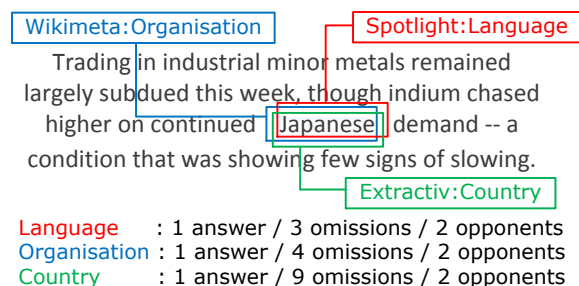 Wikimeta:Organisation
Spotlight:Language
Trading in industrial minor metals remained
largely subdued this week, though indium chased
higher on continued Japanese demand -- a
condition that was showing few signs of slowing.
Extractiv:Country
Language : 1 answer / 3 omissions / 2 opponents
Organisation : 1 answer / 4 omissions / 2 opponents
Country : 1 answer / 9 omissions / 2 opponents